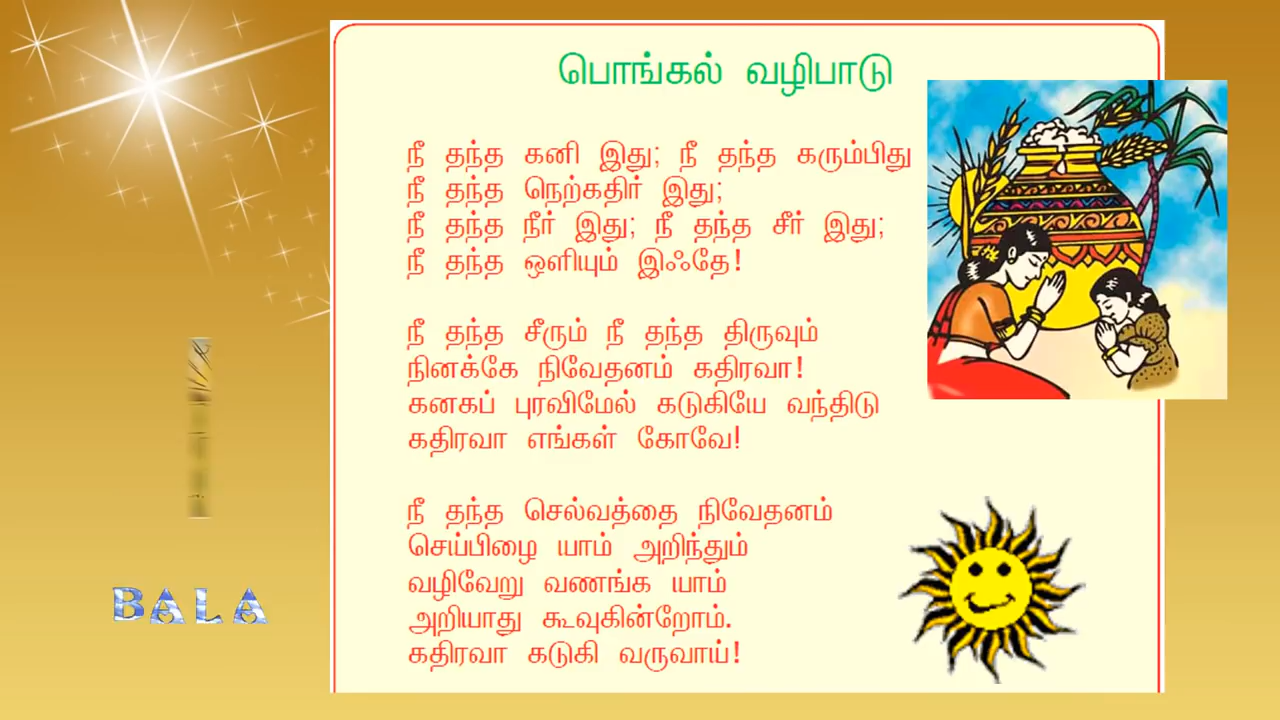 பொங்கல் வழிபாடு
நீ தந்த கனி இது; நீ தந்த கரும்பிது
நீ தந்த நெற்கதிர் இது;
நீ தந்த நீர் இது; நீ தந்த சீர் இது;
நீ தந்த ஒளியும் இஃதே!
நீ தந்த சீரும் நீ தந்த திருவும்
நினக்கே நிவேதனம் கதிரவா!
கனகப் புரவிமேல் கடுகியே வந்திடு
கதிரவா எங்கள் கோவே!
நீ தந்த செல்வத்தை நிவேதனம்
செய்பிழை யாம் அறிந்தும்
வழிவேறு வணங்க யாம்
அறியாது கூவுகின்றோம்.
கதிரவா கடுகி வருவாய்!
BALA